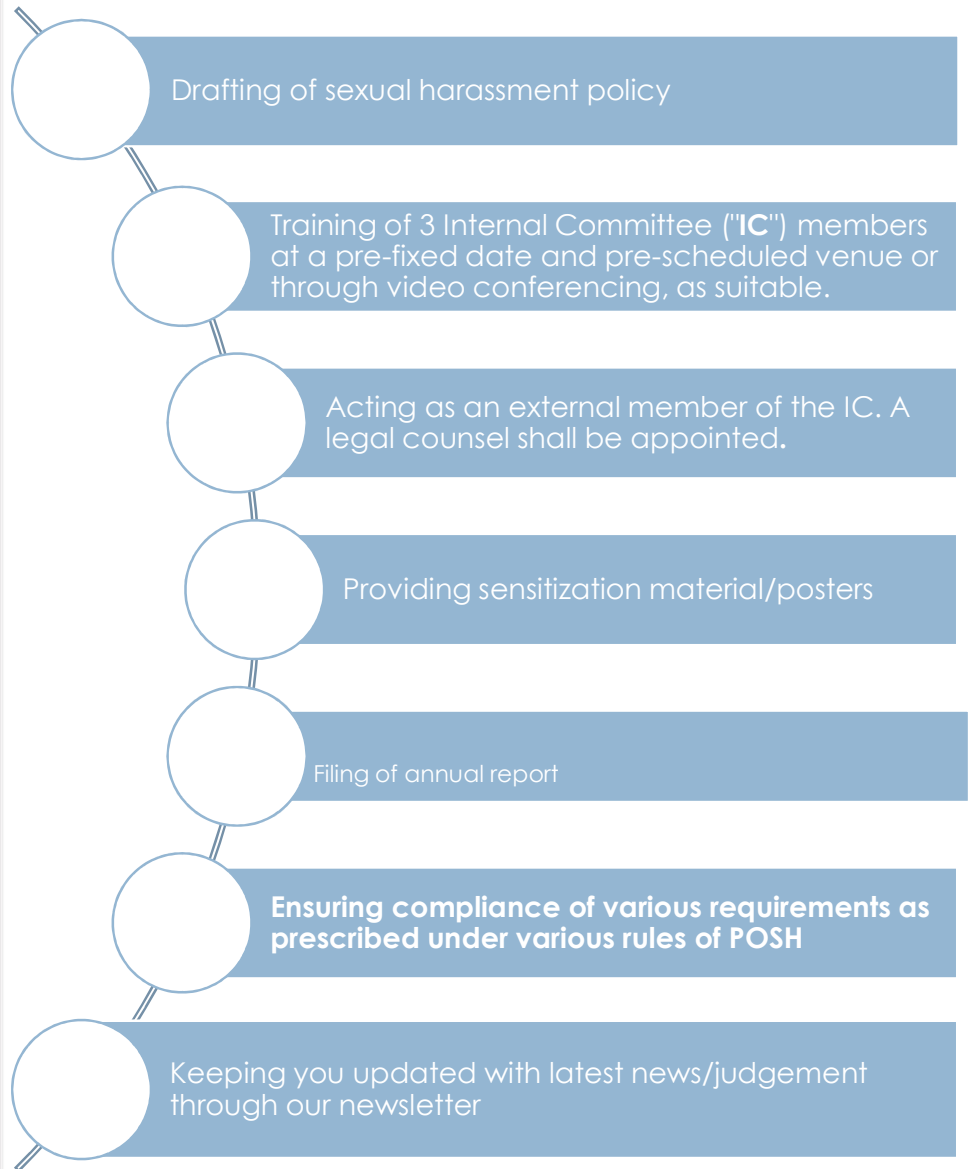 Drafting of sexual harassment policy
Training of 3 Internal Committee ("IC") members
at a pre-fixed date and pre-scheduled venue or
through video conferencing, as suitable.
Acting as an external member of the IC. A
legal counsel shall be appointed.
Providing sensitization material/posters
Filing of annual report
Ensuring compliance of various requirements as
prescribed under various rules of POSH
Keeping you updated with latest news/judgement
through our newsletter